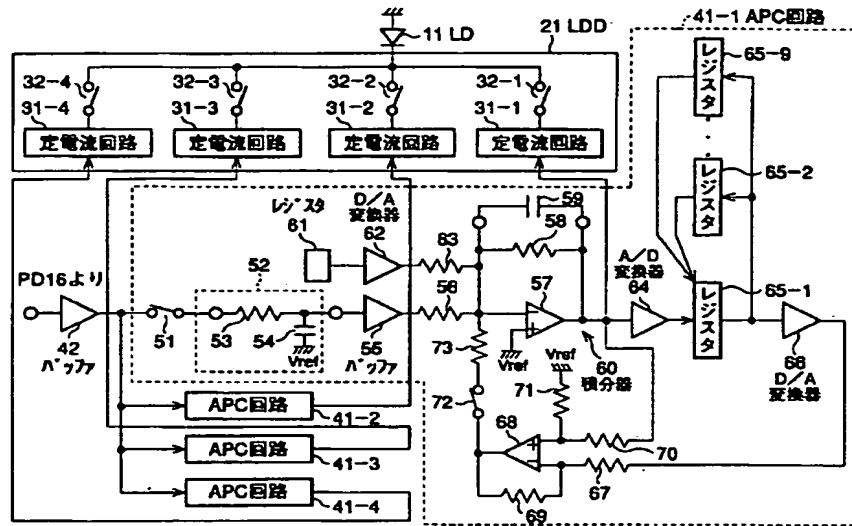 41-1 APC回路
11 LD
21 LDD
32-4
32-3
32-2
32-1
31-4
31-3
31-2
31-1
定電流回路
定電流回路
定電流回路
定電流回路
レジスタ
65-9
レジスタ
65-2
レジスタ
65-1
レジスタ
61
D/A
変換器
62
63
59
58
A/D
変換器
64
PD16より
42
バッファ
51
52
53
54
Vref
55
バッファ
56
57
Vref
60
積分器
66
D/A
変換器
73
72
Vref
71
68
70
67
69
APC回路
41-2
APC回路
41-3
APC回路
41-4